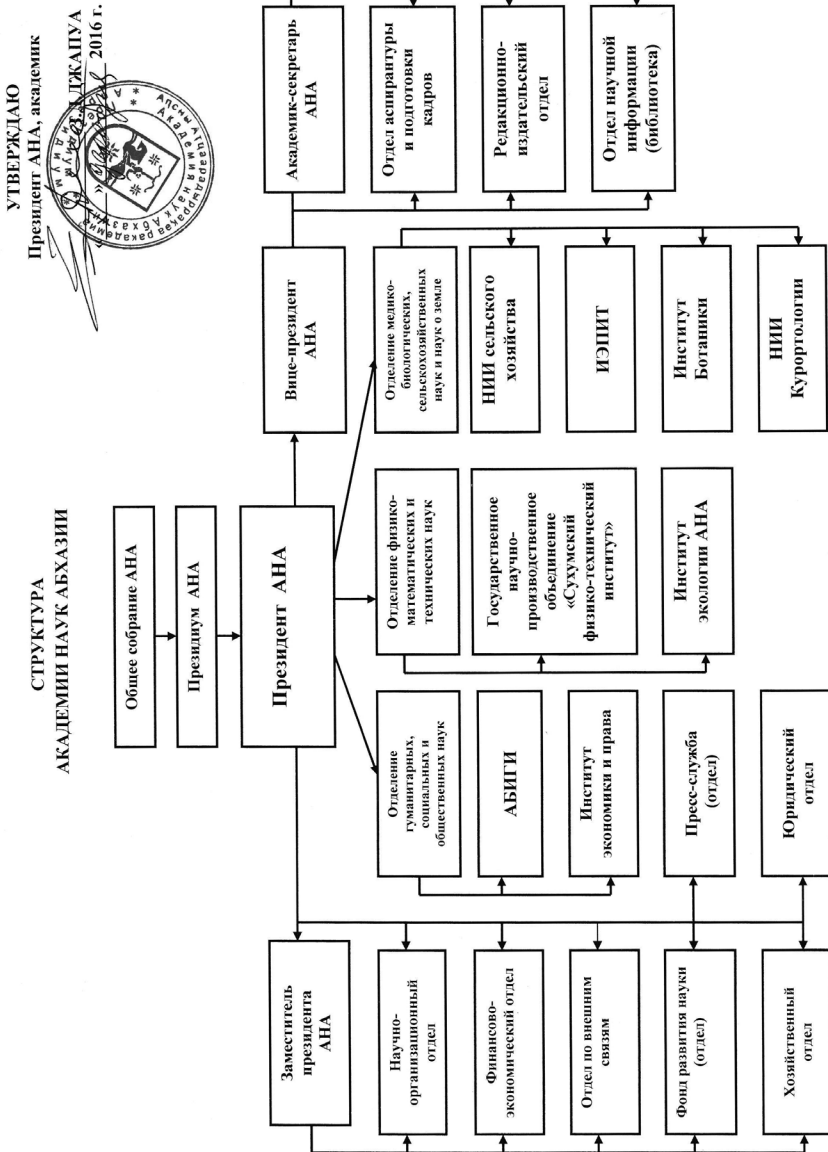 УТВЕРЖДАЮ
Президент АНА, академик
ДЖАПУА
2016 г.
СТРУКТУРА
АКАДЕМИИ НАУК АБХАЗИИ
Общее собрание АНА
Президиум АНА
Президент АНА
Заместитель
президента
АНА
Вице-президент
АНА
Академик-секретарь
АНА
Научно-
организационный
отдел
Финансово-
экономический отдел
Отдел по внешним
связям
Фонд развития науки
(отдел)
Хозяйственный
отдел
Отделение
гуманитарных,
социальных и
общественных наук
АБИГИ
Институт
экономики и права
Пресс-служба
(отдел)
Юридический
отдел
Отделение физико-
математических и
технических наук
Государственное
научно-
производственное
объединение
«Сухумский
физико-технический
институт»
Институт
экологии АНА
Отделение медико-
биологических,
сельскохозяйственных
наук и наук о земле
НИИ сельского
хозяйства
ИЭПИТ
Институт
Ботаники
НИИ
Курортологии
Отдел аспирантуры
и подготовки
кадров
Редакционно-
издательский
отдел
Отдел научной
информации
(библиотека)
Академия наук Абхазии